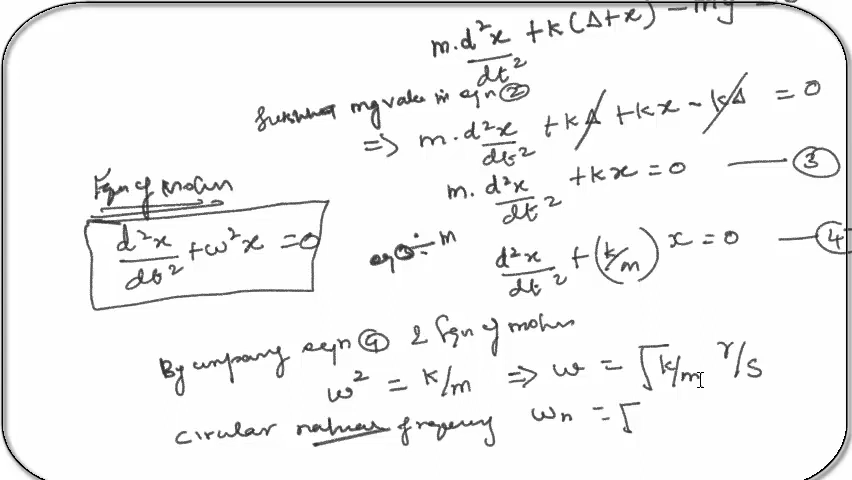 m.d²x/dt² + k(Δ+x) - mg = 0
mg value in eqn ②
=> m.d²x/dt² + kΔ + kx - kΔ = 0
m.d²x/dt² + kx = 0 —— ③
Eqn of motion
d²x/dt² + ω²x = 0
eq ③ ÷ m
d²x/dt² + (k/m) x = 0 —— ④
By comparing eqn ④ & Eqn of motion
ω² = k/m => ω = √k/m r/s
circular natural frequency ωn = √